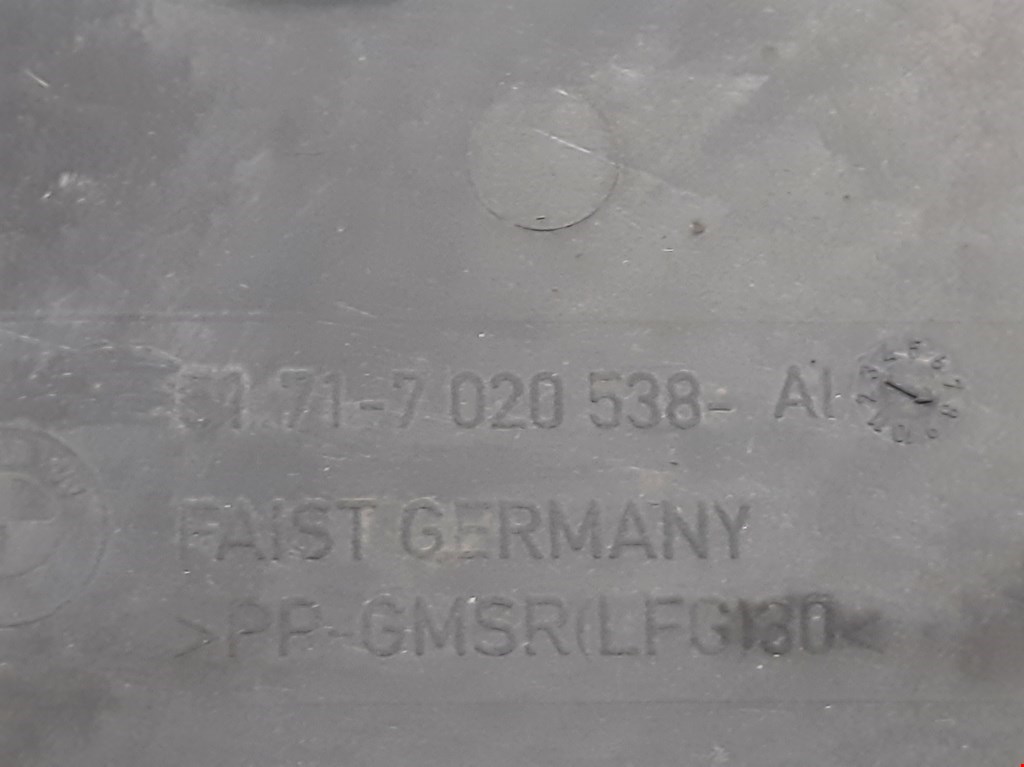 51.71-7 020 538- AI
FAIST GERMANY
>PP-GMSR(LFG)30<